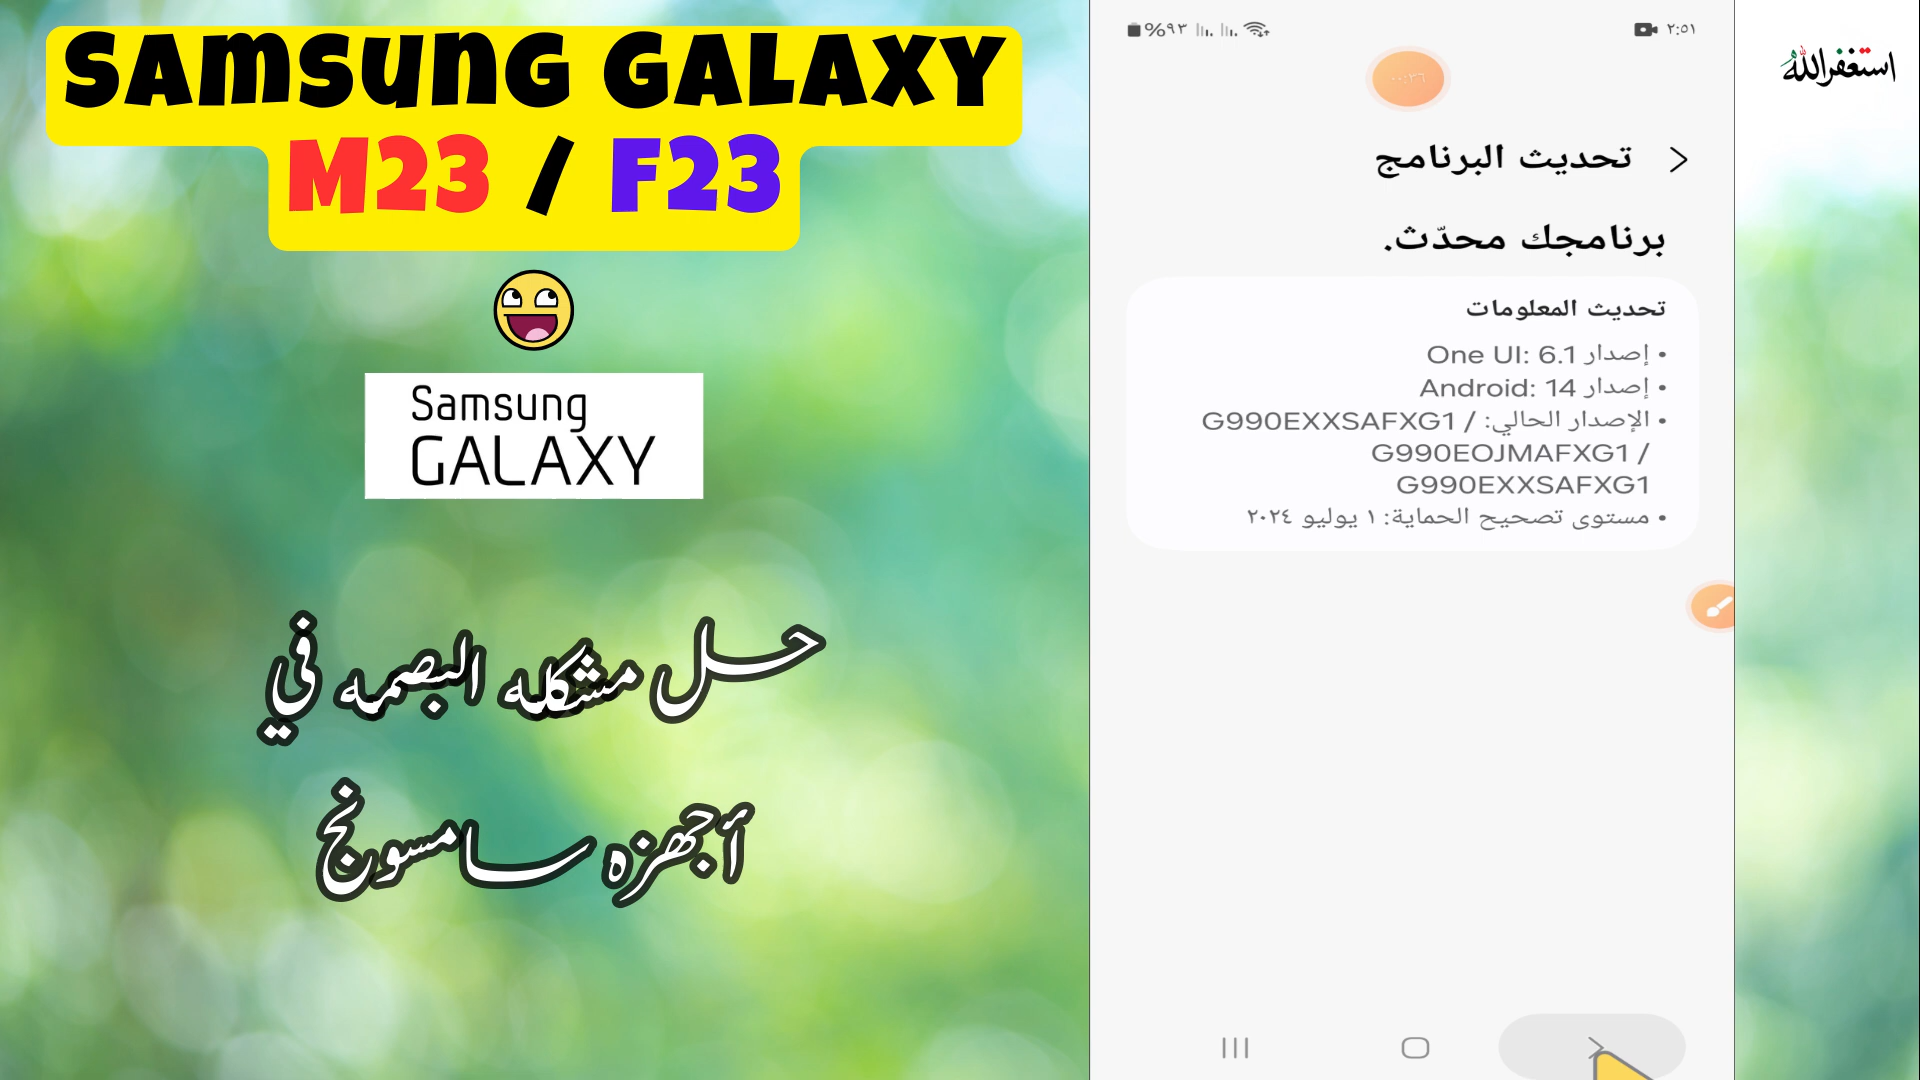 SAMSUNG GALAXY
M23 / F23
Samsung
GALAXY
حل مشكله البصمه في
أجهزه سامسونج
٢:٥١
%٩٣
٠٠:٣٦
تحديث البرنامج
برنامجك محدّث.
تحديث المعلومات
• إصدار One UI: 6.1
• إصدار Android: 14
• الإصدار الحالي: G990EXXSAFXG1 /
G990EOJMAFXG1 /
G990EXXSAFXG1
• مستوى تصحيح الحماية: ١ يوليو ٢٠٢٤
استغفرالله